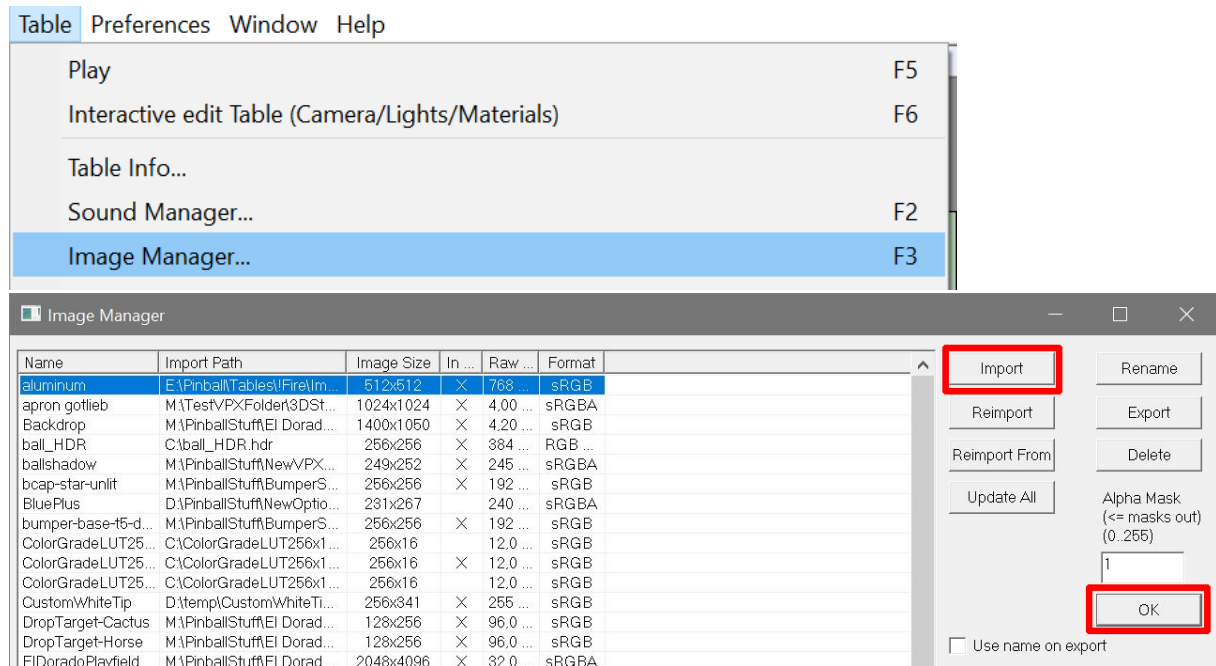 Table Preferences Window Help
Play F5
Interactive edit Table (Camera/Lights/Materials) F6
Table Info...
Sound Manager... F2
Image Manager... F3
Image Manager
Name Import Path Image Size In ... Raw ... Format
aluminum E:\Pinball\Tables\!Fire\Im... 512x512 X 768 ... sRGB
apron gotlieb M:\TestVPXFolder\3DSt... 1024x1024 X 4,00 ... sRGBA
Backdrop M:\PinballStuff\El Dorad... 1400x1050 X 4,20 ... sRGB
ball_HDR C:\ball_HDR.hdr 256x256 X 384 ... RGB ...
ballshadow M:\PinballStuff\NewVPX... 249x252 X 245 ... sRGBA
bcap-star-unlit M:\PinballStuff\BumperS... 256x256 X 192 ... sRGB
BluePlus D:\PinballStuff\NewOptio... 231x267 240 ... sRGBA
bumper-base-t5-d... M:\PinballStuff\BumperS... 256x256 X 192 ... sRGB
ColorGradeLUT25... C:\ColorGradeLUT256x1... 256x16 12,0 ... sRGB
ColorGradeLUT25... C:\ColorGradeLUT256x1... 256x16 X 12,0 ... sRGB
ColorGradeLUT25... C:\ColorGradeLUT256x1... 256x16 12,0 ... sRGB
CustomWhiteTip D:\temp\CustomWhiteTi... 256x341 X 255 ... sRGB
DropTarget-Cactus M:\PinballStuff\El Dorad... 128x256 X 96,0 ... sRGB
DropTarget-Horse M:\PinballStuff\El Dorad... 128x256 X 96,0 ... sRGB
ElDoradoPlayfield M:\PinballStuff\El Dorad... 2048x4096 X 32,0 ... sRGBA
Import Rename
Reimport Export
Reimport From Delete
Update All
Alpha Mask
(<= masks out)
(0..255)
1
OK
Use name on export